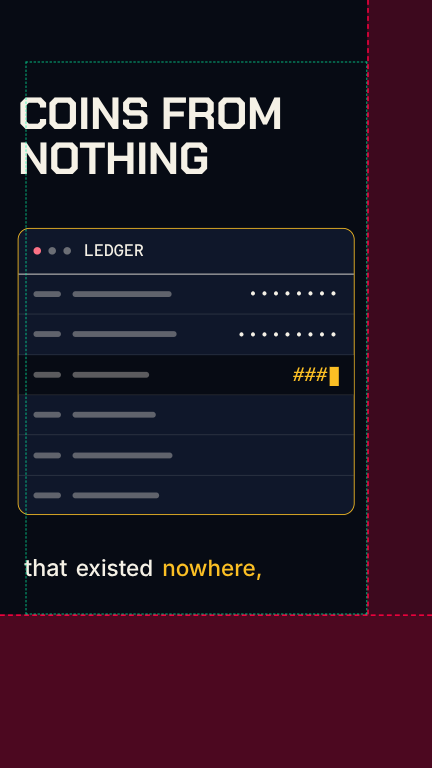 COINS FROM
NOTHING
LEDGER
••••••••
•••••••••
###
that existed nowhere,